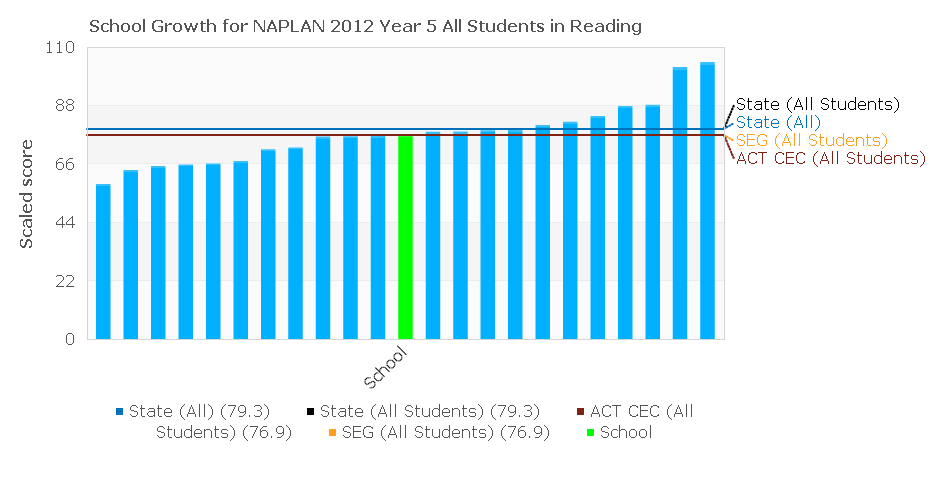 School Growth for NAPLAN 2012 Year 5 All Students in Reading
110
88
66
44
22
0
Scaled score
State (All Students)
State (All)
SEG (All Students)
ACT CEC (All Students)
School
State (All) (79.3) State (All Students) (79.3) ACT CEC (All
Students) (76.9) SEG (All Students) (76.9) School